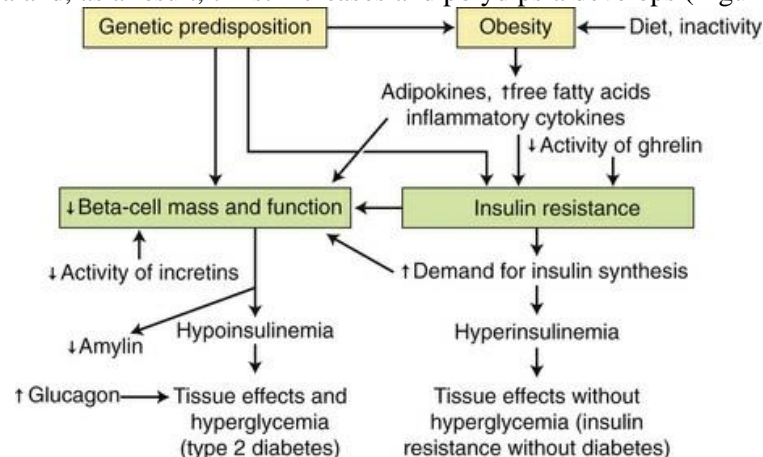 Genetic predisposition
Obesity
Diet, inactivity
Adipokines, ↑free fatty acids
inflammatory cytokines
↓Activity of ghrelin
↓Beta-cell mass and function
Insulin resistance
↓Activity of incretins
↑Demand for insulin synthesis
↓Amylin
Hypoinsulinemia
Hyperinsulinemia
↑Glucagon
Tissue effects and
hyperglycemia
(type 2 diabetes)
Tissue effects without
hyperglycemia (insulin
resistance without diabetes)